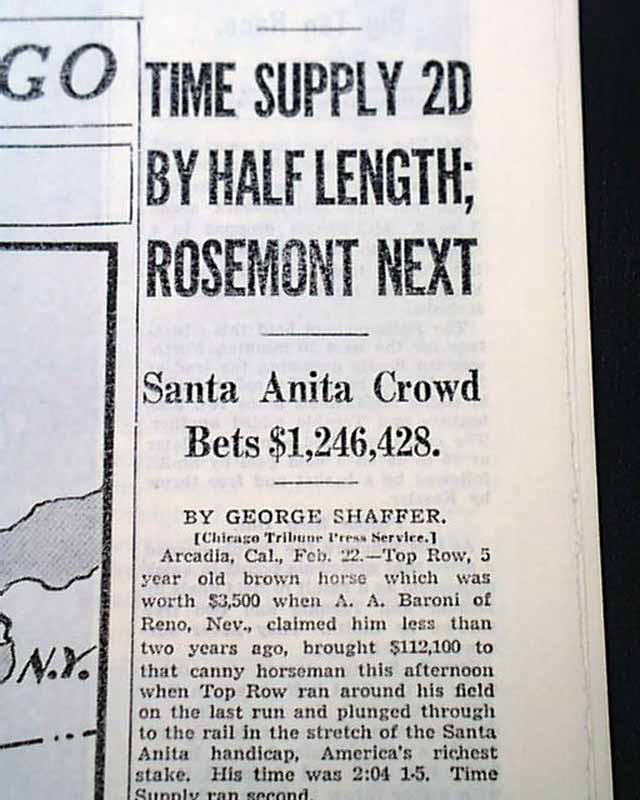 GO
TIME SUPPLY 2D
BY HALF LENGTH;
ROSEMONT NEXT
Santa Anita Crowd
Bets $1,246,428.
BY GEORGE SHAFFER.
[Chicago Tribune Press Service.]
Arcadia, Cal., Feb. 22.—Top Row, 5
year old brown horse which was
worth $3,500 when A. A. Baroni of
Reno, Nev., claimed him less than
two years ago, brought $112,100 to
that canny horseman this afternoon
when Top Row ran around his field
on the last run and plunged through
to the rail in the stretch of the Santa
Anita handicap, America's richest
stake. His time was 2:04 1-5. Time
Supply ran second.
N.Y.